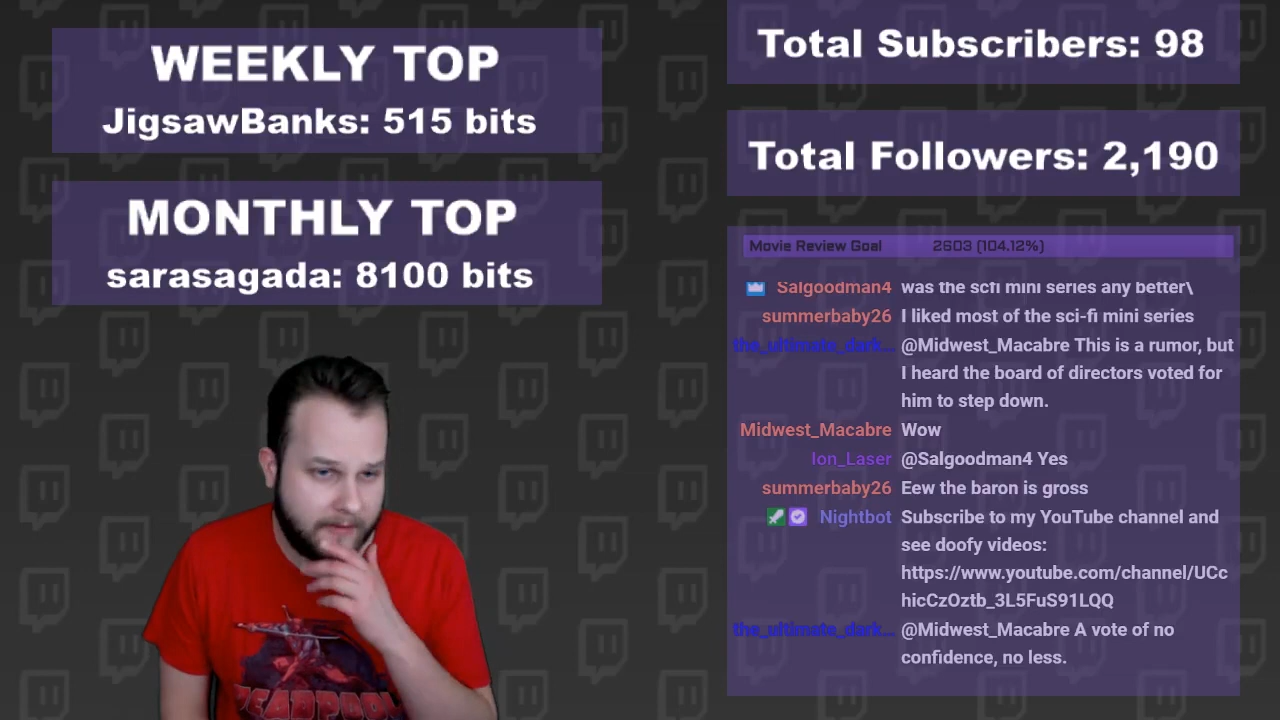 WEEKLY TOP
JigsawBanks: 515 bits
MONTHLY TOP
sarasagada: 8100 bits
Total Subscribers: 98
Total Followers: 2,190
Movie Review Goal 2603 (104.12%)
Salgoodman4 was the scfi mini series any better\
summerbaby26 I liked most of the sci-fi mini series
the_ultimate_dark... @Midwest_Macabre This is a rumor, but
I heard the board of directors voted for
him to step down.
Midwest_Macabre Wow
Ion_Laser @Salgoodman4 Yes
summerbaby26 Eew the baron is gross
Nightbot Subscribe to my YouTube channel and
see doofy videos:
https://www.youtube.com/channel/UCc
hicCzOztb_3L5FuS91LQQ
the_ultimate_dark... @Midwest_Macabre A vote of no
confidence, no less.
DEADPOOL